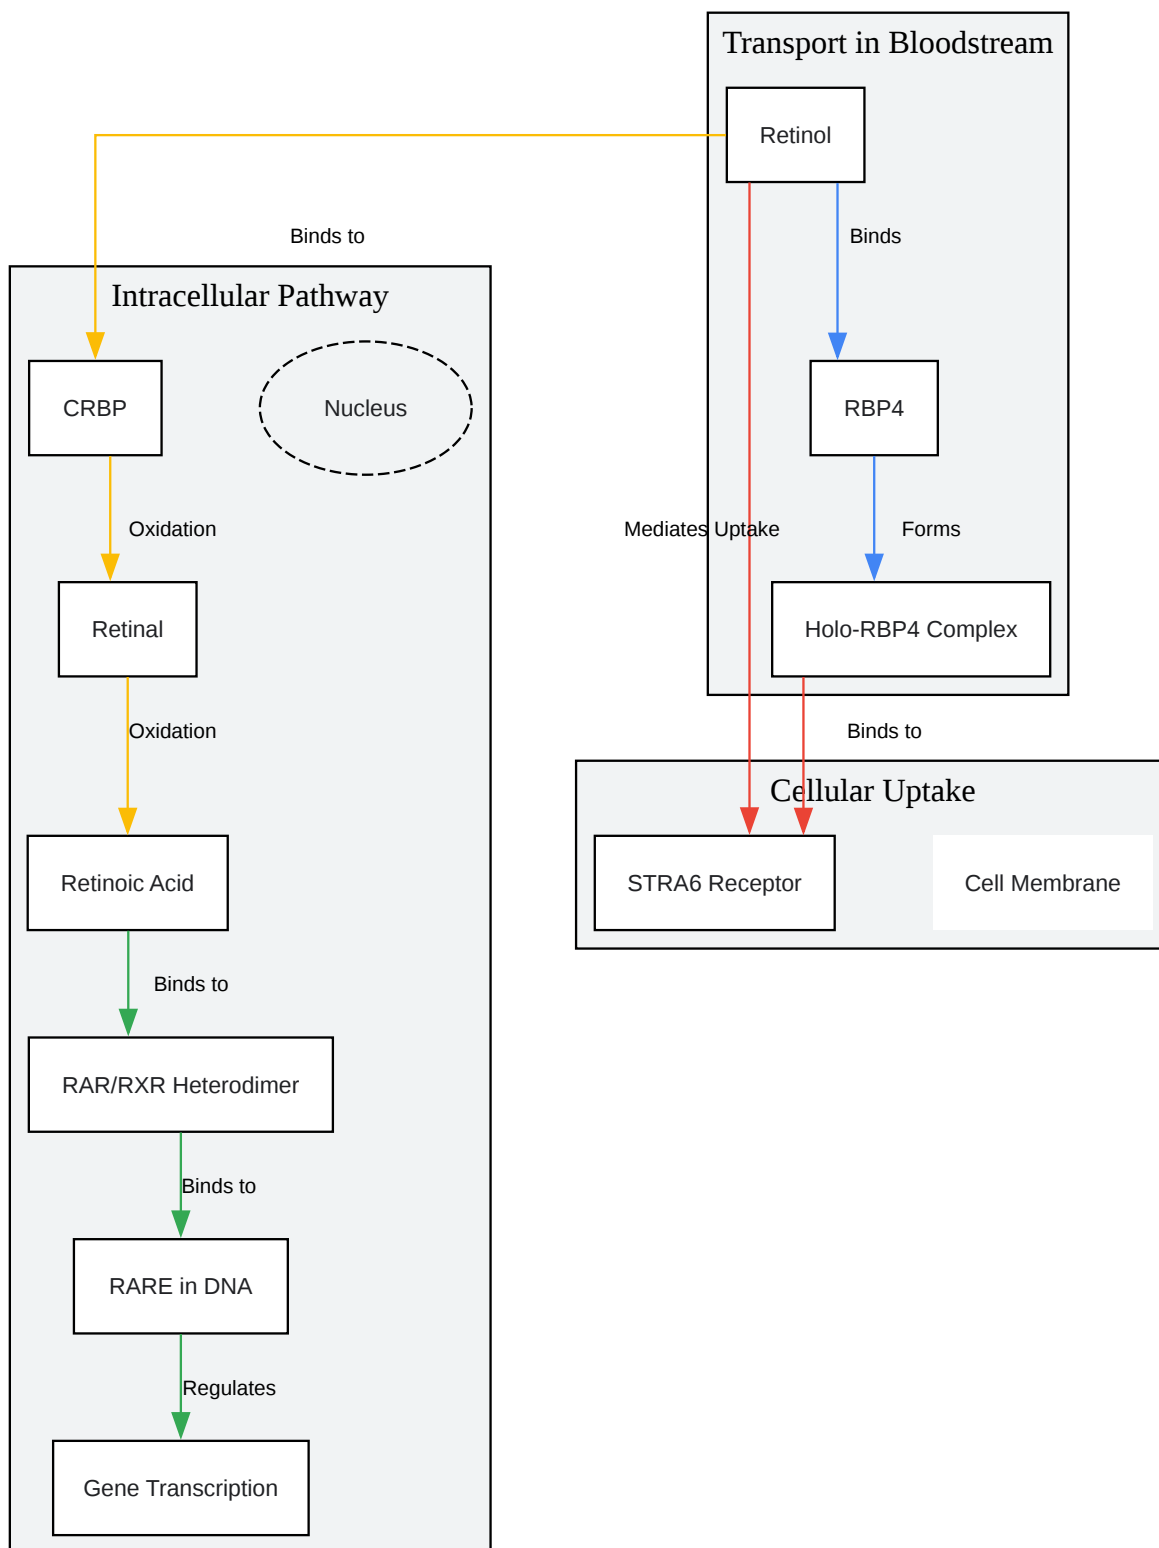 Transport in Bloodstream
Retinol
Binds to
Binds
Intracellular Pathway
CRBP
Nucleus
RBP4
Oxidation
Mediates Uptake
Forms
Retinal
Holo-RBP4 Complex
Oxidation
Binds to
Cellular Uptake
Retinoic Acid
STRA6 Receptor
Cell Membrane
Binds to
RAR/RXR Heterodimer
Binds to
RARE in DNA
Regulates
Gene Transcription